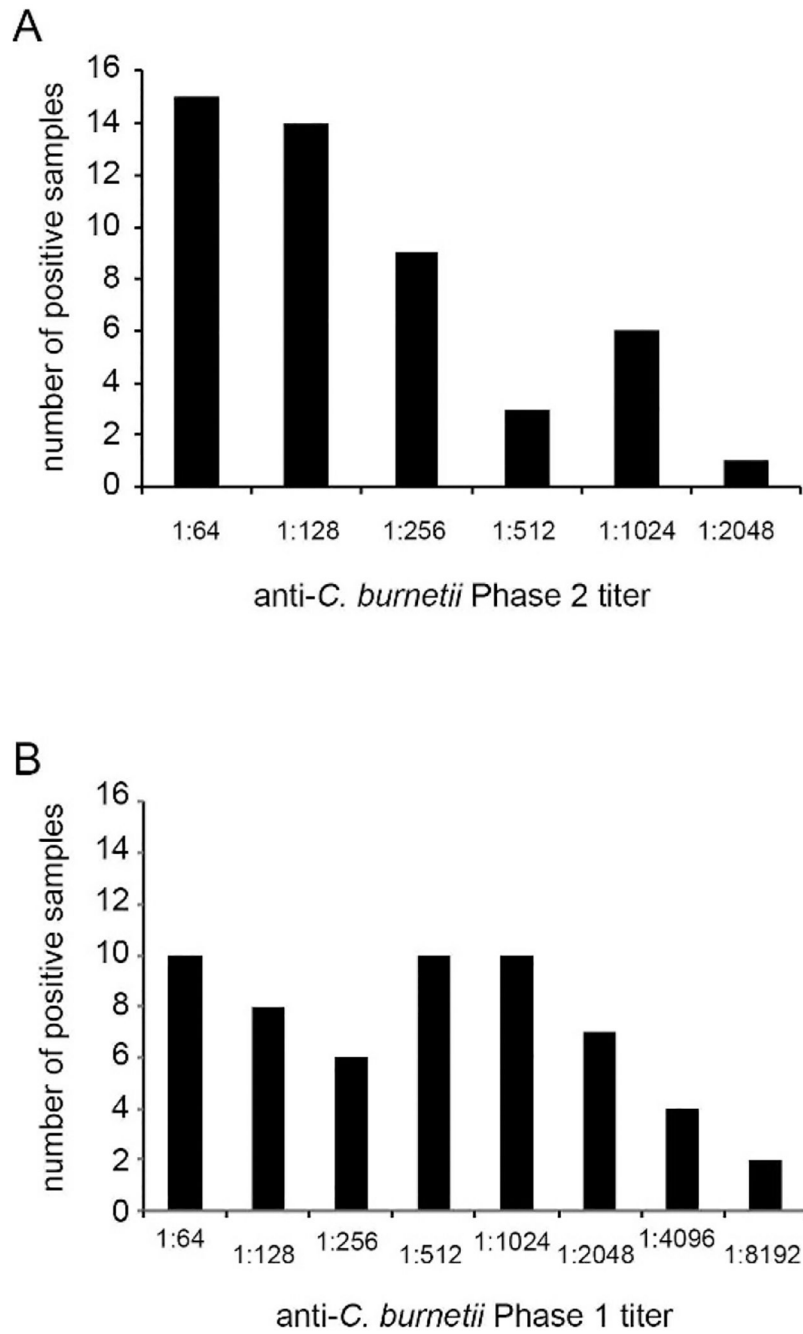 A
number of positive samples
16
14
12
10
8
6
4
2
0
1:64 1:128 1:256 1:512 1:1024 1:2048
anti-C. burnetii Phase 2 titer
B
number of positive samples
16
14
12
10
8
6
4
2
0
1:64 1:128 1:256 1:512 1:1024 1:2048 1:4096 1:8192
anti-C. burnetii Phase 1 titer